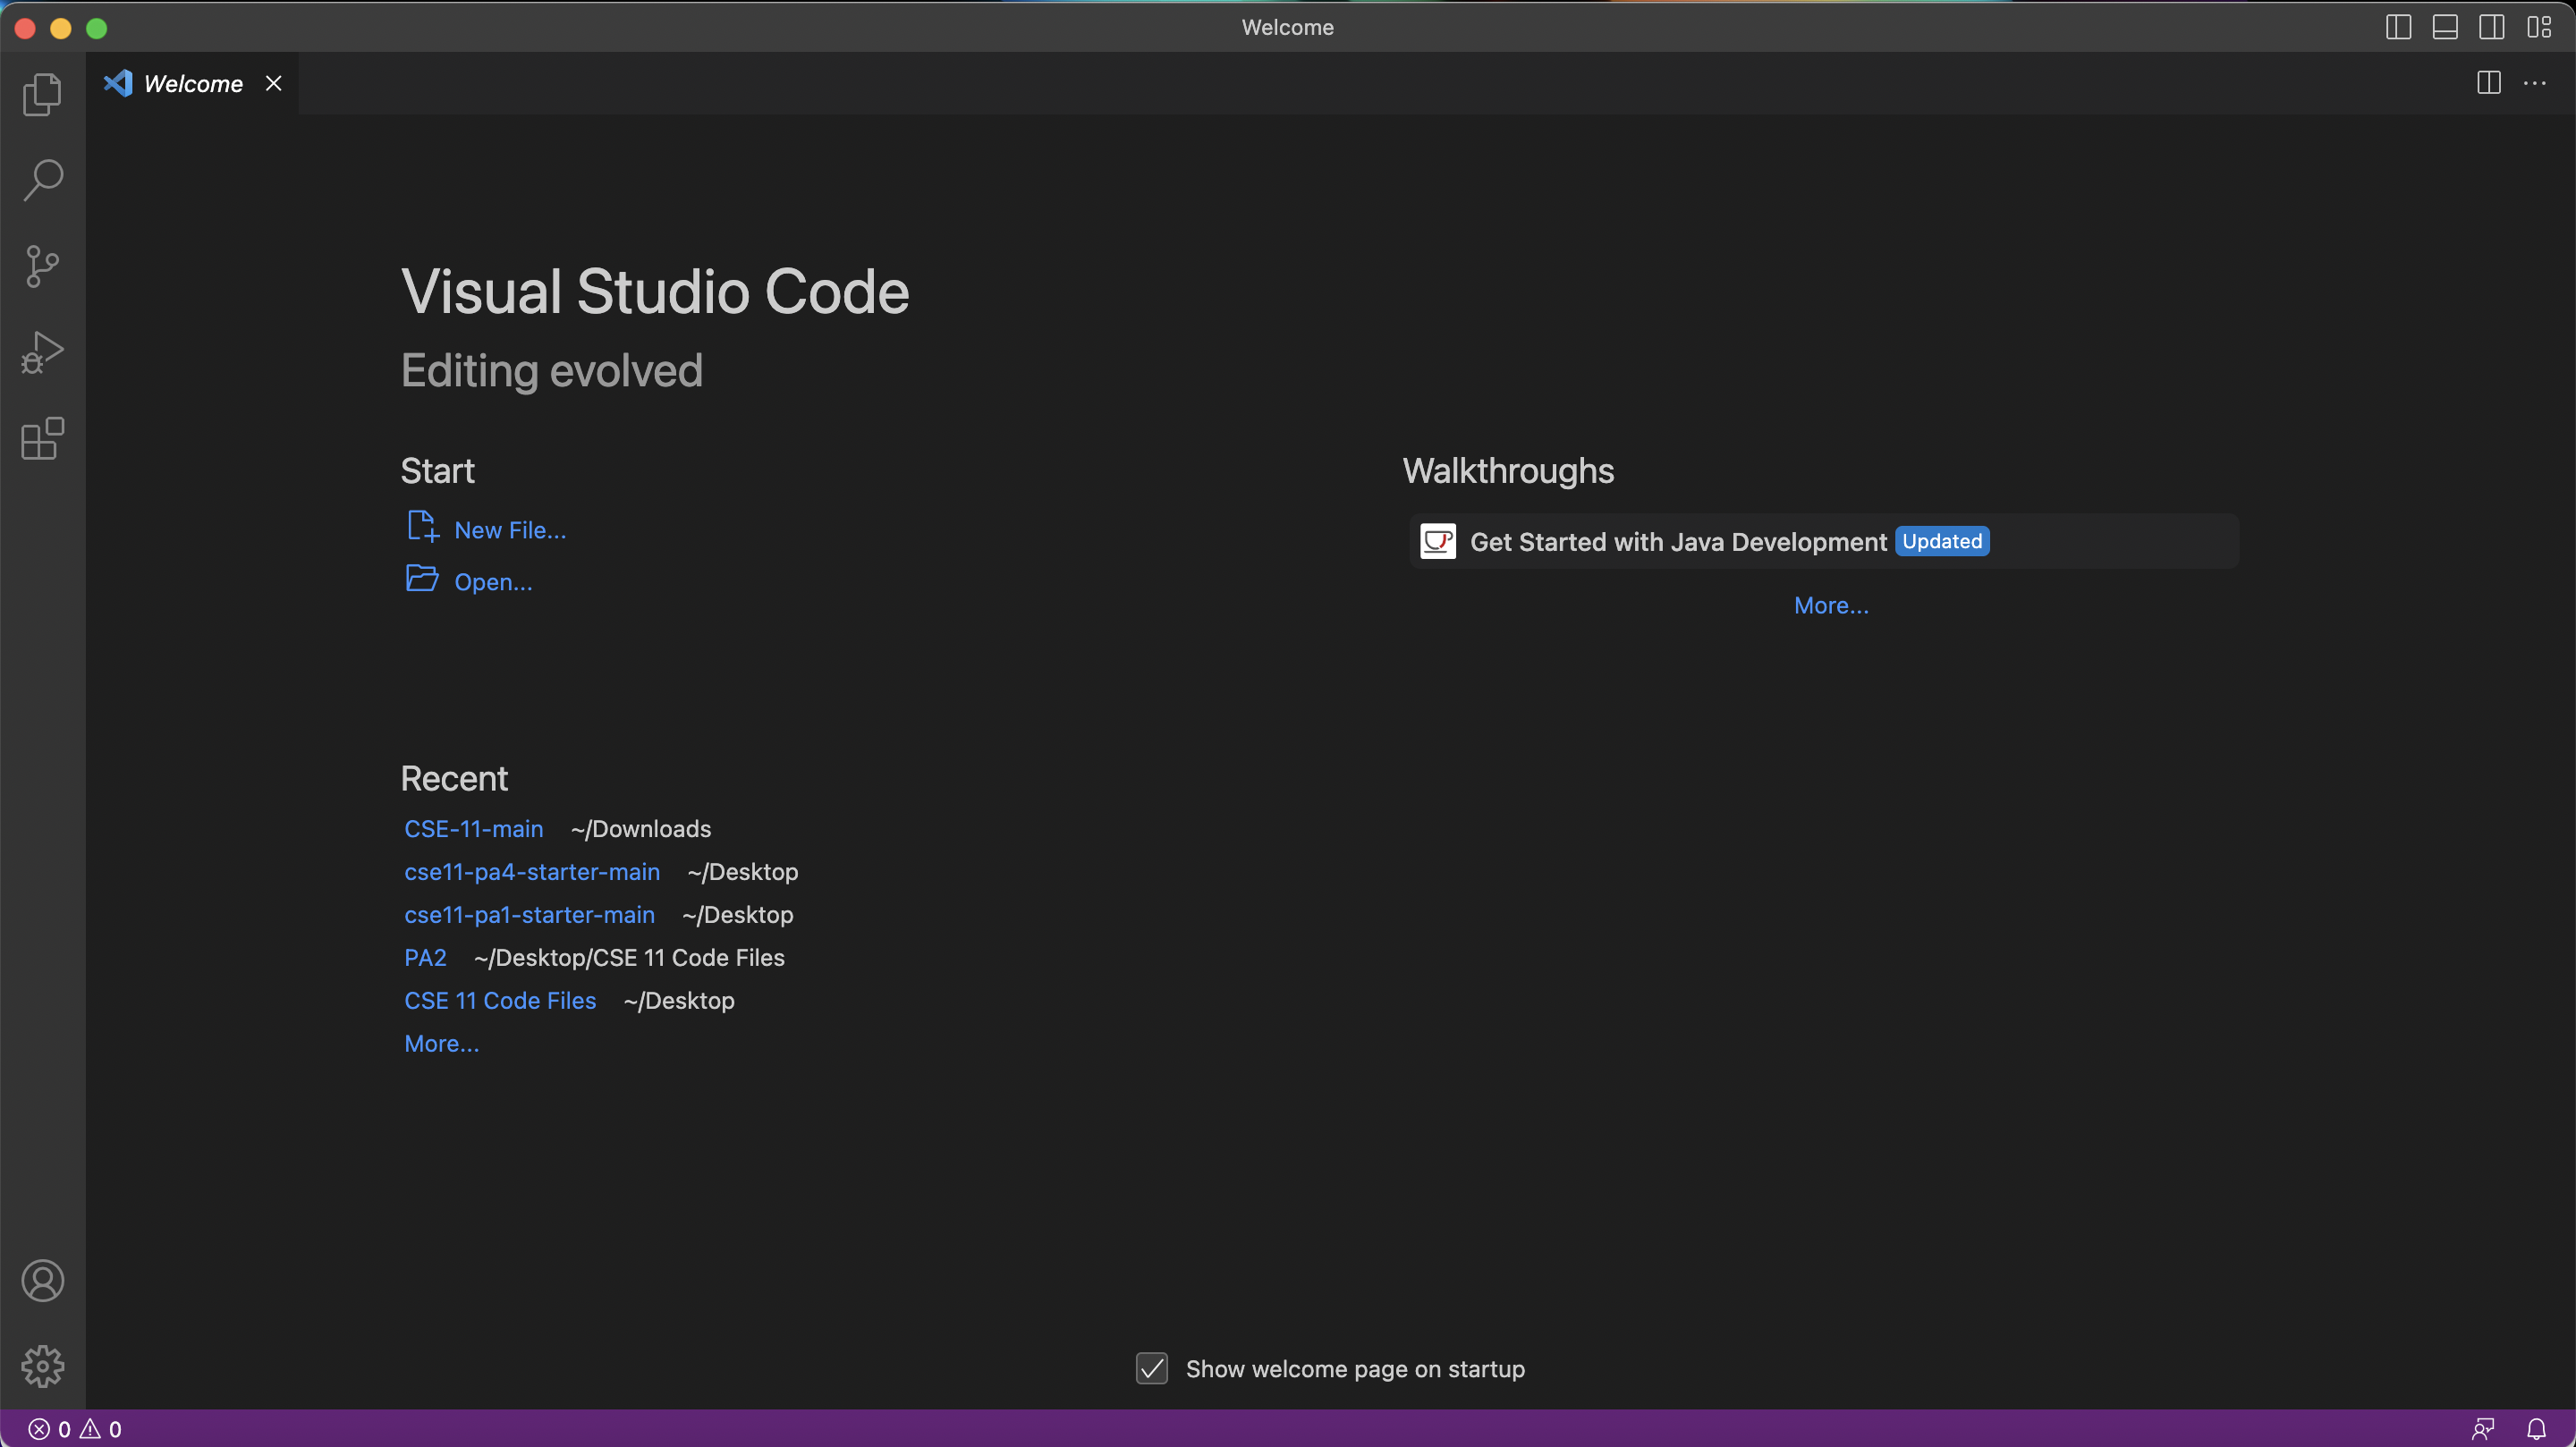 Welcome
Welcome
Visual Studio Code
Editing evolved
Start
New File...
Open...
Walkthroughs
Get Started with Java Development Updated
More...
Recent
CSE-11-main ~/Downloads
cse11-pa4-starter-main ~/Desktop
cse11-pa1-starter-main ~/Desktop
PA2 ~/Desktop/CSE 11 Code Files
CSE 11 Code Files ~/Desktop
More...
Show welcome page on startup
0 0